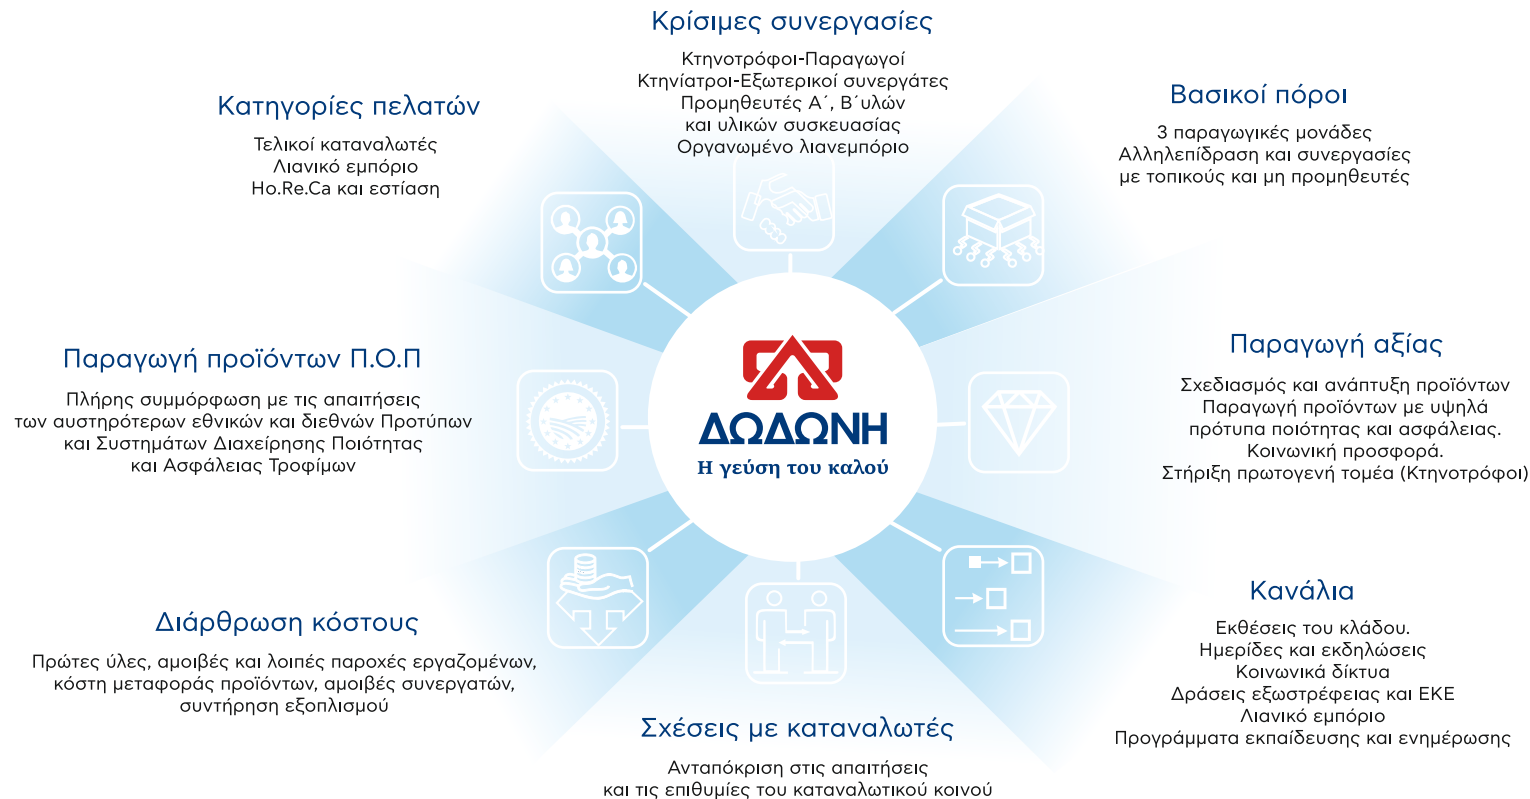 Κρίσιμες συνεργασίες
Κτηνοτρόφοι-Παραγωγοί
Κτηνίατροι-Εξωτερικοί συνεργάτες
Προμηθευτές Α΄, Β΄υλών
και υλικών συσκευασίας
Οργανωμένο λιανεμπόριο
Κατηγορίες πελατών
Τελικοί καταναλωτές
Λιανικό εμπόριο
Ho.Re.Ca και εστίαση
Βασικοί πόροι
3 παραγωγικές μονάδες
Αλληλεπίδραση και συνεργασίες
με τοπικούς και μη προμηθευτές
Παραγωγή προϊόντων Π.Ο.Π
Πλήρης συμμόρφωση με τις απαιτήσεις
των αυστηρότερων εθνικών και διεθνών Προτύπων
και Συστημάτων Διαχείρησης Ποιότητας
και Ασφάλειας Τροφίμων
ΔΩΔΩΝΗ
Η γεύση του καλού
Παραγωγή αξίας
Σχεδιασμός και ανάπτυξη προϊόντων
Παραγωγή προϊόντων με υψηλά
πρότυπα ποιότητας και ασφάλειας.
Κοινωνική προσφορά.
Στήριξη πρωτογενή τομέα (Κτηνοτρόφοι)
Διάρθρωση κόστους
Πρώτες ύλες, αμοιβές και λοιπές παροχές εργαζομένων,
κόστη μεταφοράς προϊόντων, αμοιβές συνεργατών,
συντήρηση εξοπλισμού
Σχέσεις με καταναλωτές
Ανταπόκριση στις απαιτήσεις
και τις επιθυμίες του καταναλωτικού κοινού
Κανάλια
Εκθέσεις του κλάδου.
Ημερίδες και εκδηλώσεις
Κοινωνικά δίκτυα
Δράσεις εξωστρέφειας και ΕΚΕ
Λιανικό εμπόριο
Προγράμματα εκπαίδευσης και ενημέρωσης